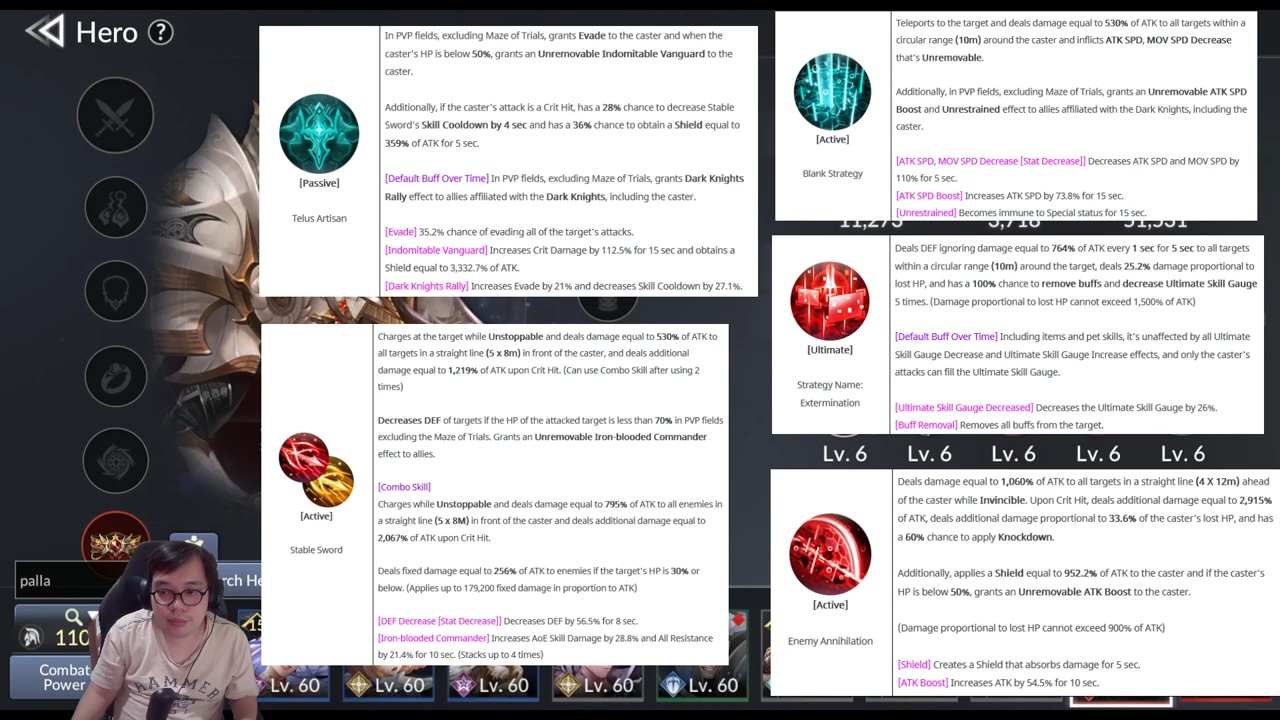 Hero ?
In PVP fields, excluding Maze of Trials, grants Evade to the caster and when the
caster's HP is below 50%, grants an Unremovable Indomitable Vanguard to the
caster.
Additionally, if the caster's attack is a Crit Hit, has a 28% chance to decrease Stable
Sword's Skill Cooldown by 4 sec and has a 36% chance to obtain a Shield equal to
359% of ATK for 5 sec.
[Passive]
Telus Artisan
[Default Buff Over Time] In PVP fields, excluding Maze of Trials, grants Dark Knights
Rally effect to allies affiliated with the Dark Knights, including the caster.
[Evade] 35.2% chance of evading all of the target's attacks.
[Indomitable Vanguard] Increases Crit Damage by 112.5% for 15 sec and obtains a
Shield equal to 3,332.7% of ATK.
[Dark Knights Rally] Increases Evade by 21% and decreases Skill Cooldown by 27.1%.
Charges at the target while Unstoppable and deals damage equal to 530% of ATK to
all targets in a straight line (5 x 8m) in front of the caster, and deals additional
damage equal to 1,219% of ATK upon Crit Hit. (Can use Combo Skill after using 2
times)
Decreases DEF of targets if the HP of the attacked target is less than 70% in PVP fields
excluding the Maze of Trials. Grants an Unremovable Iron-blooded Commander
effect to allies.
[Active]
Stable Sword
[Combo Skill]
Charges while Unstoppable and deals damage equal to 795% of ATK to all enemies in
a straight line (5 x 8M) in front of the caster and deals additional damage equal to
2,067% of ATK upon Crit Hit.
Deals fixed damage equal to 256% of ATK to enemies if the target's HP is 30% or
below. (Applies up to 179,200 fixed damage in proportion to ATK)
[DEF Decrease [Stat Decrease]] Decreases DEF by 56.5% for 8 sec.
[Iron-blooded Commander] Increases AoE Skill Damage by 28.8% and All Resistance
by 21.4% for 10 sec. (Stacks up to 4 times)
Teleports to the target and deals damage equal to 530% of ATK to all targets within a
circular range (10m) around the caster and inflicts ATK SPD, MOV SPD Decrease
that's Unremovable.
Additionally, in PVP fields, excluding Maze of Trials, grants an Unremovable ATK SPD
Boost and Unrestrained effect to allies affiliated with the Dark Knights, including the
caster.
[Active]
Blank Strategy
[ATK SPD, MOV SPD Decrease [Stat Decrease]] Decreases ATK SPD and MOV SPD by
110% for 5 sec.
[ATK SPD Boost] Increases ATK SPD by 73.8% for 15 sec.
[Unrestrained] Becomes immune to Special status for 15 sec.
11,273 3,718 51,531
Deals DEF ignoring damage equal to 764% of ATK every 1 sec for 5 sec to all targets
within a circular range (10m) around the target, deals 25.2% damage proportional to
lost HP, and has a 100% chance to remove buffs and decrease Ultimate Skill Gauge
5 times. (Damage proportional to lost HP cannot exceed 1,500% of ATK)
[Ultimate]
Strategy Name:
Extermination
[Default Buff Over Time] Including items and pet skills, it's unaffected by all Ultimate
Skill Gauge Decrease and Ultimate Skill Gauge Increase effects, and only the caster's
attacks can fill the Ultimate Skill Gauge.
[Ultimate Skill Gauge Decreased] Decreases the Ultimate Skill Gauge by 26%.
[Buff Removal] Removes all buffs from the target.
Lv. 6 Lv. 6 Lv. 6 Lv. 6 Lv. 6
Deals damage equal to 1,060% of ATK to all targets in a straight line (4 X 12m) ahead
of the caster while Invincible. Upon Crit Hit, deals additional damage equal to 2,915%
of ATK, deals additional damage proportional to 33.6% of the caster's lost HP, and has
a 60% chance to apply Knockdown.
Additionally, applies a Shield equal to 952.2% of ATK to the caster and if the caster's
HP is below 50%, grants an Unremovable ATK Boost to the caster.
[Active]
Enemy Annihilation
(Damage proportional to lost HP cannot exceed 900% of ATK)
[Shield] Creates a Shield that absorbs damage for 5 sec.
[ATK Boost] Increases ATK by 54.5% for 10 sec.
palla
rch He
110
Combat
Power
Lv. 60 Lv. 60 Lv. 60 Lv. 60 Lv. 60